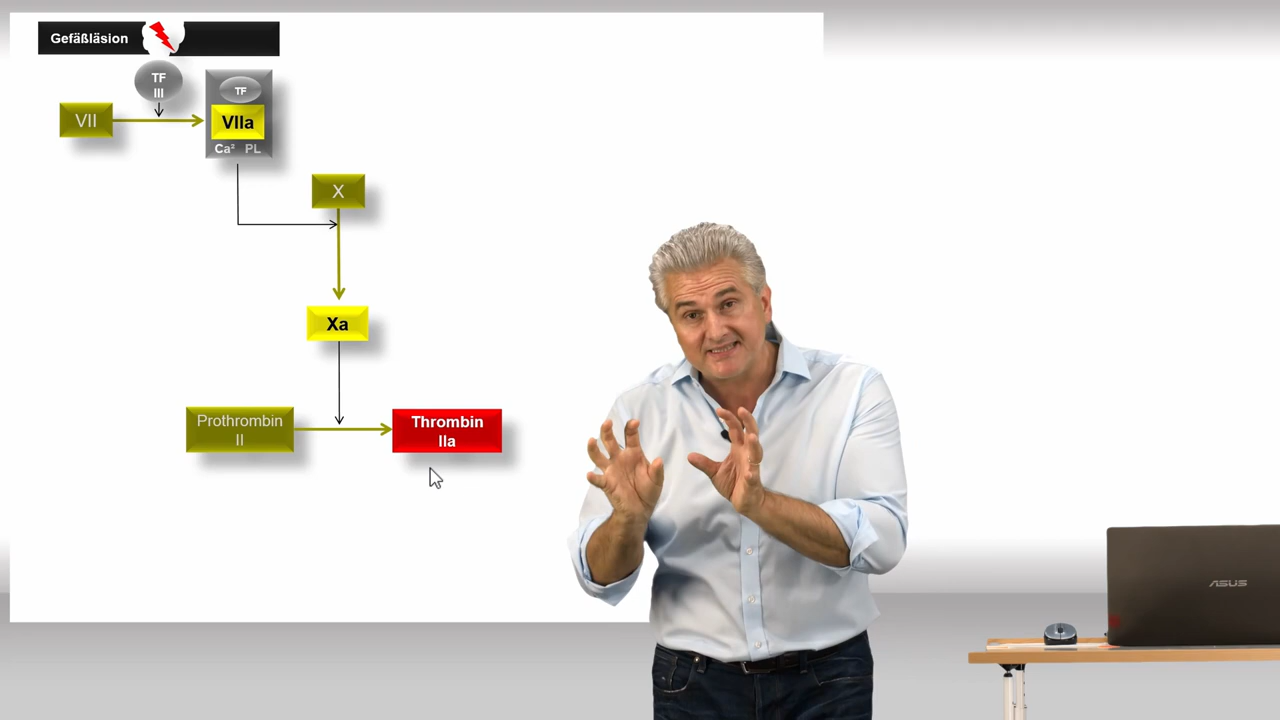 Gefäßläsion
TF
III
TF
VII
VIIa
Ca² PL
X
Xa
Prothrombin
II
Thrombin
IIa
ASUS